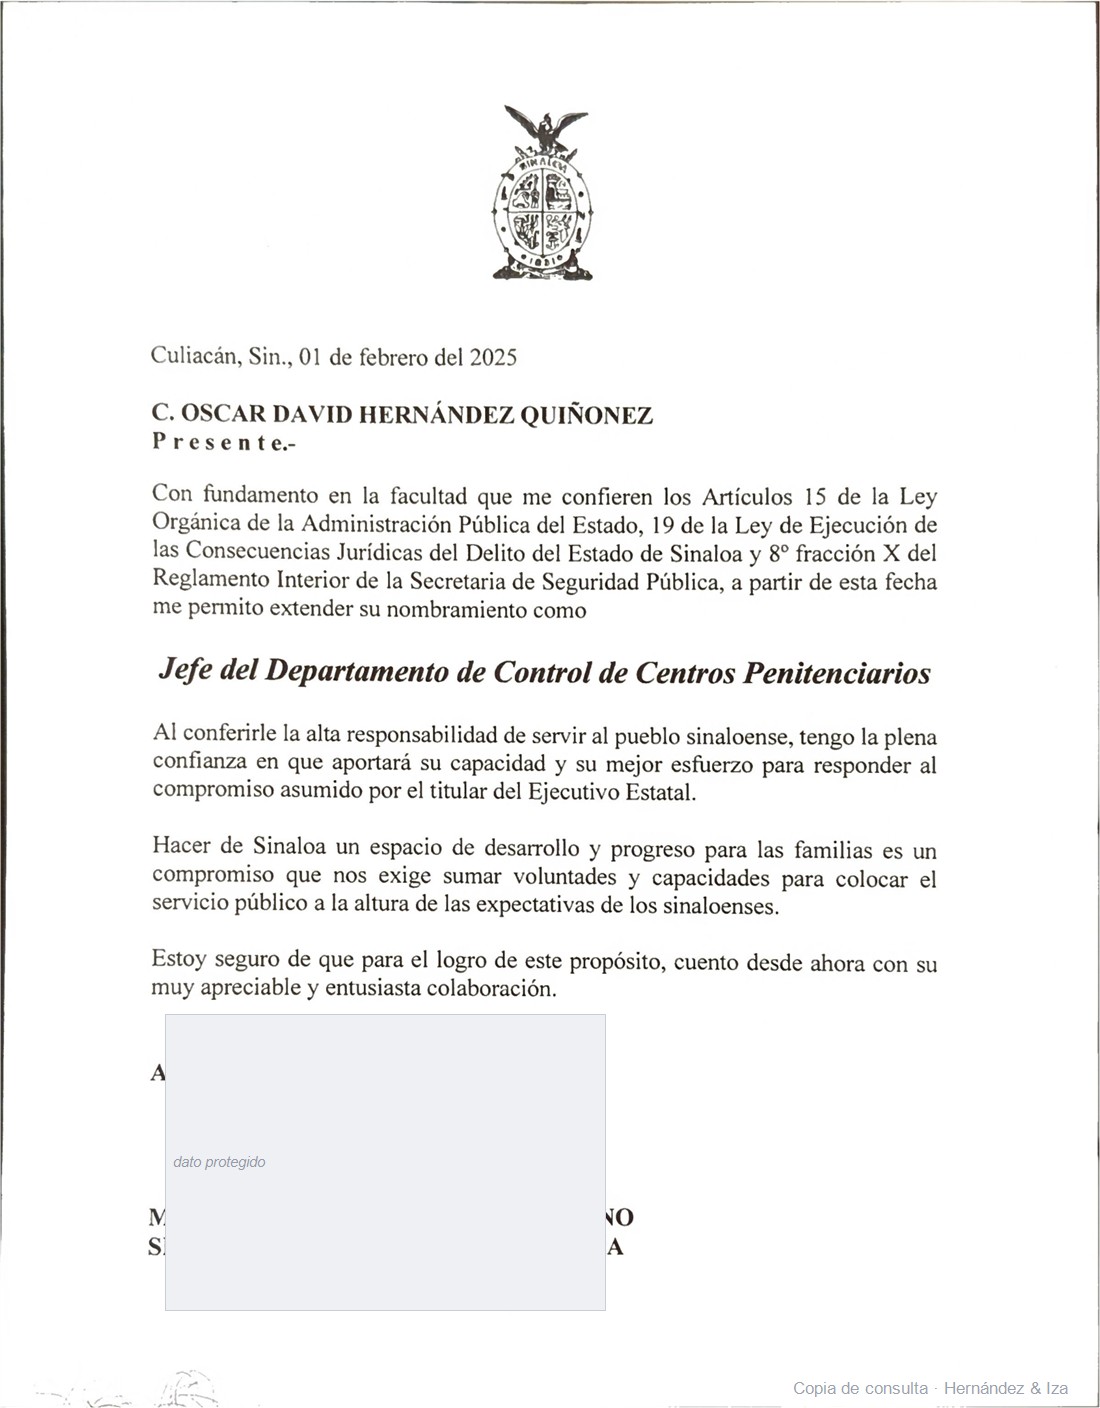 SINALOA
Culiacán, Sin., 01 de febrero del 2025
C. OSCAR DAVID HERNÁNDEZ QUIÑONEZ
P r e s e n t e.-
Con fundamento en la facultad que me confieren los Artículos 15 de la Ley
Orgánica de la Administración Pública del Estado, 19 de la Ley de Ejecución de
las Consecuencias Jurídicas del Delito del Estado de Sinaloa y 8º fracción X del
Reglamento Interior de la Secretaria de Seguridad Pública, a partir de esta fecha
me permito extender su nombramiento como
Jefe del Departamento de Control de Centros Penitenciarios
Al conferirle la alta responsabilidad de servir al pueblo sinaloense, tengo la plena
confianza en que aportará su capacidad y su mejor esfuerzo para responder al
compromiso asumido por el titular del Ejecutivo Estatal.
Hacer de Sinaloa un espacio de desarrollo y progreso para las familias es un
compromiso que nos exige sumar voluntades y capacidades para colocar el
servicio público a la altura de las expectativas de los sinaloenses.
Estoy seguro de que para el logro de este propósito, cuento desde ahora con su
muy apreciable y entusiasta colaboración.
A
dato protegido
M NO
S A
Copia de consulta · Hernández & Iza